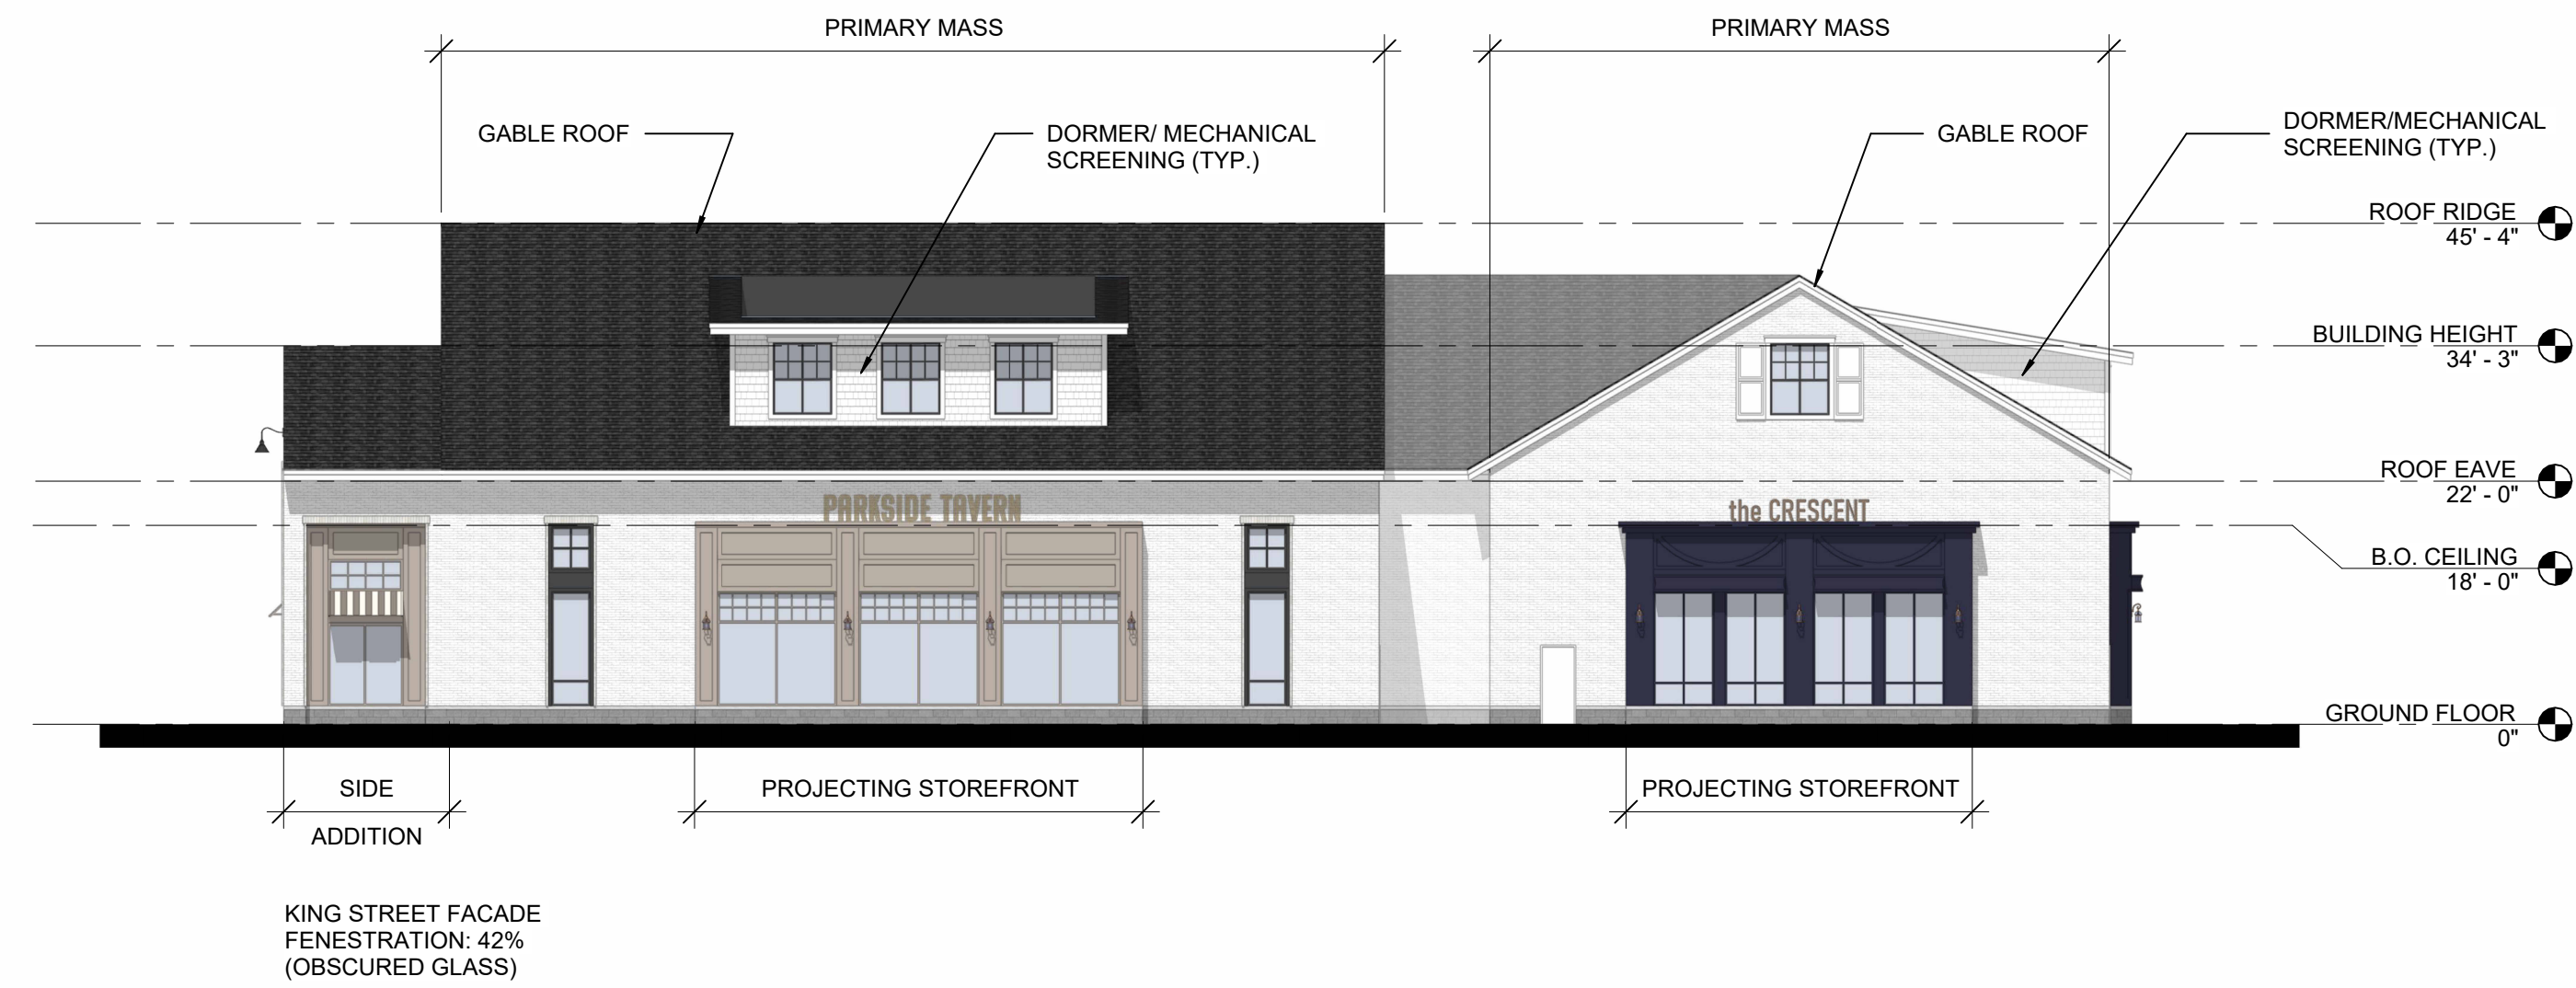 PRIMARY MASS
PRIMARY MASS
GABLE ROOF
DORMER/ MECHANICAL
SCREENING (TYP.)
GABLE ROOF
DORMER/MECHANICAL
SCREENING (TYP.)
ROOF RIDGE
45' - 4"
BUILDING HEIGHT
34' - 3"
ROOF EAVE
22' - 0"
PARKSIDE TAVERN
the CRESCENT
B.O. CEILING
18' - 0"
GROUND FLOOR
0"
SIDE
ADDITION
PROJECTING STOREFRONT
PROJECTING STOREFRONT
KING STREET FACADE
FENESTRATION: 42%
(OBSCURED GLASS)